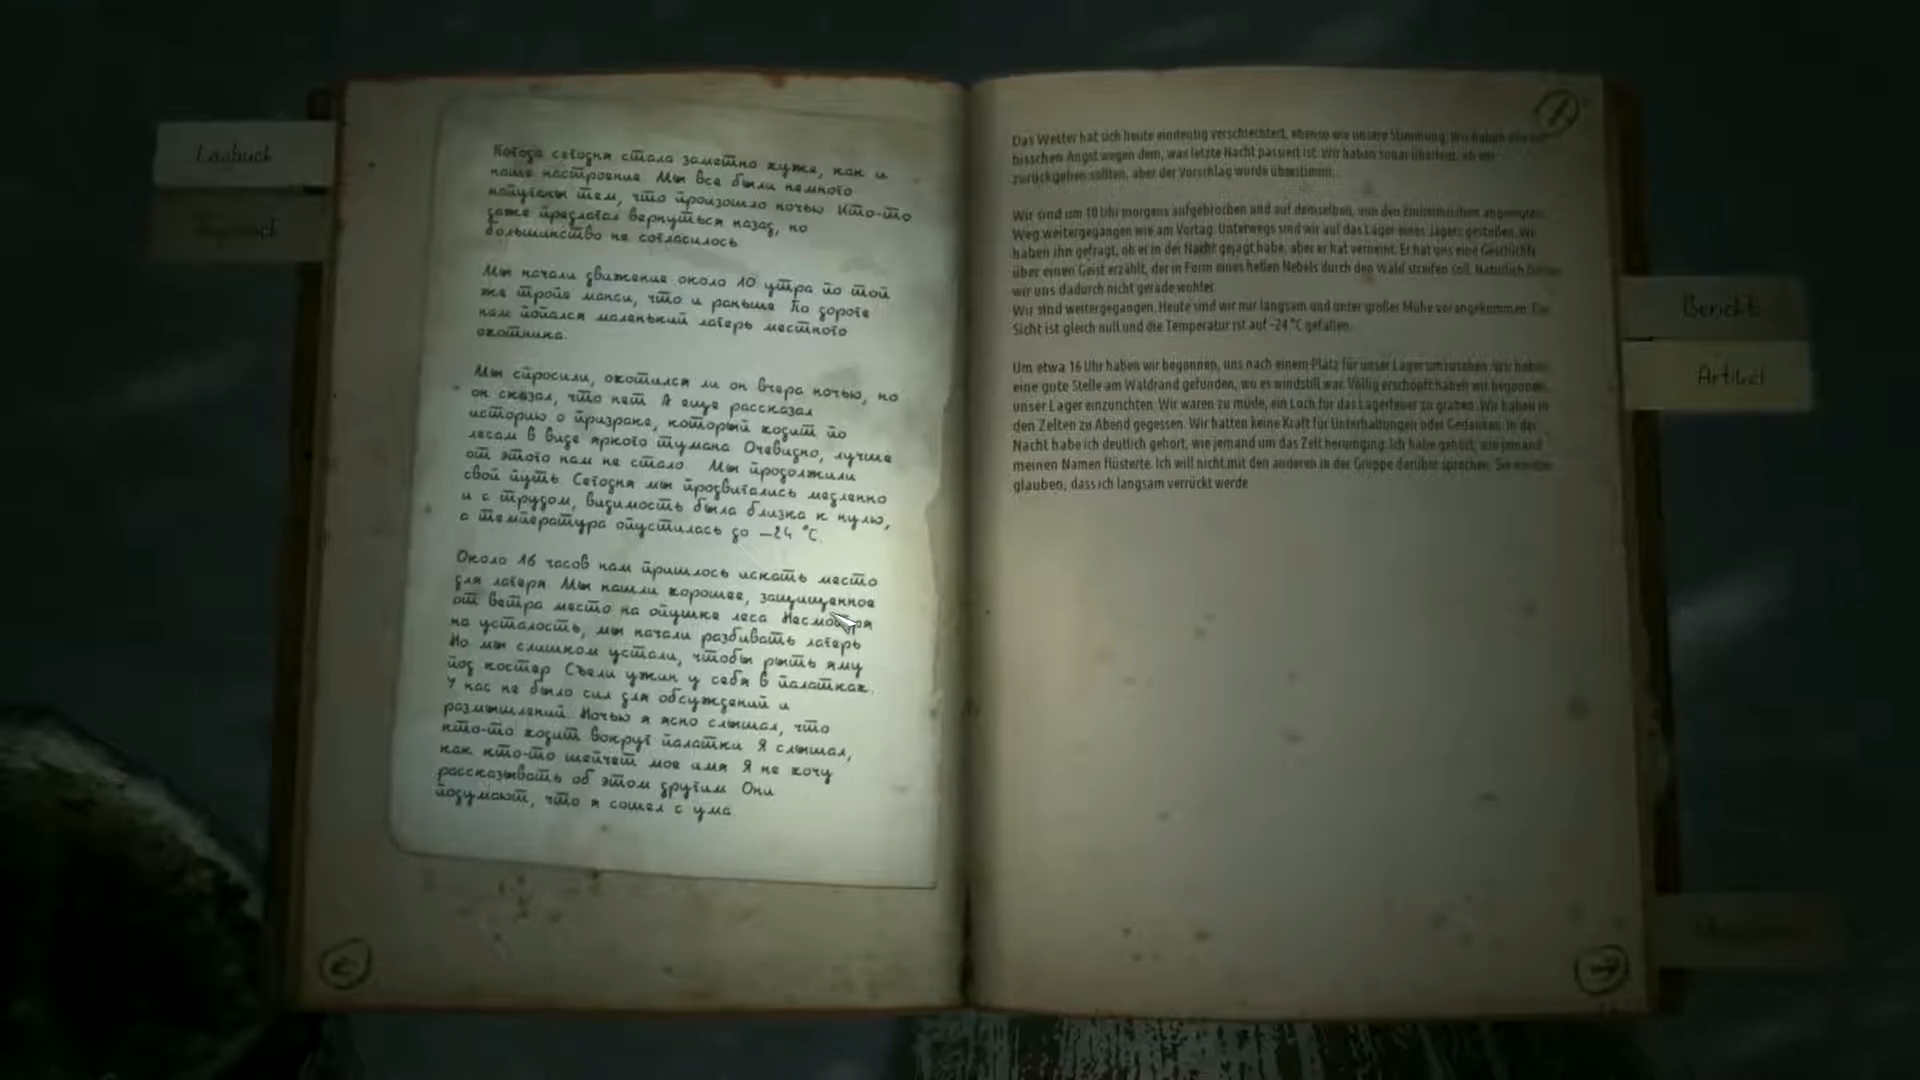 Погода сегодня стала заметно хуже, как и
наше настроение. Мы все были немного
напуганы тем, что произошло ночью. Кто-то
даже предлагал вернуться назад, но
большинство не согласилось
Мы начали движение около 10 утра по той
же тропе манси, что и раньше. По дороге
нам попался маленький лагерь местного
охотника.
Мы спросили, охотился ли он вчера ночью, но
он сказал, что нет. А еще рассказал
историю о призраке, который ходит по
лесам в виде яркого тумана. Очевидно, лучше
от этого нам не стало. Мы продолжили
свой путь. Сегодня мы продвигались медленно
и с трудом, видимость была близка к нулю,
а температура опустилась до –24 °C.
Около 16 часов нам пришлось искать место
для лагеря. Мы нашли хорошее, защищенное
от ветра место на опушке леса. Несмотря
на усталость, мы начали разбивать лагерь
Но мы слишком устали, чтобы рыть яму
под костер. Съели ужин у себя в палатках.
У нас не было сил для обсуждений и
размышлений. Ночью я ясно слышал, что
кто-то ходит вокруг палатки. Я слышал,
как кто-то шепчет мое имя. Я не хочу
рассказывать об этом другим. Они
подумают, что я сошел с ума.
Das Wetter hat sich heute eindeutig verschlechtert, ebenso wie unsere Stimmung. Wir haben
bisschen Angst wegen dem, was letzte Nacht passiert ist. Wir haben sogar überlegt, ob wir
zurückgehen sollten, aber der Vorschlag wurde überstimmt.
Wir sind um 10 Uhr morgens aufgebrochen und auf demselben, von den Einheimischen
Weg weitergegangen wie am Vortag. Unterwegs sind wir auf das Lager eines Jägers gestoßen. Wir
haben ihn gefragt, ob er in der Nacht gejagt habe, aber er hat verneint. Er hat uns eine Geschichte
über einen Geist erzählt, der in Form eines hellen Nebels durch den Wald streifen soll. Natürlich
wir uns dadurch nicht gerade wohler.
Wir sind weitergegangen. Heute sind wir nur langsam und unter großer Mühe vorangekommen. Die
Sicht ist gleich null und die Temperatur ist auf -24 °C gefallen.
Um etwa 16 Uhr haben wir begonnen, uns nach einem Platz für unser Lager umzusehen. Wir haben
eine gute Stelle am Waldrand gefunden, wo es windstill war. Völlig erschöpft haben wir begonnen,
unser Lager einzurichten. Wir waren zu müde, ein Loch für das Lagerfeuer zu graben. Wir haben in
den Zelten zu Abend gegessen. Wir hatten keine Kraft für Unterhaltungen oder Gedanken. In der
Nacht habe ich deutlich gehört, wie jemand um das Zelt herumging. Ich habe gehört, wie jemand
meinen Namen flüsterte. Ich will nicht mit den anderen in der Gruppe darüber sprechen. Sie würden
glauben, dass ich langsam verrückt werde
Berichte
Artikel